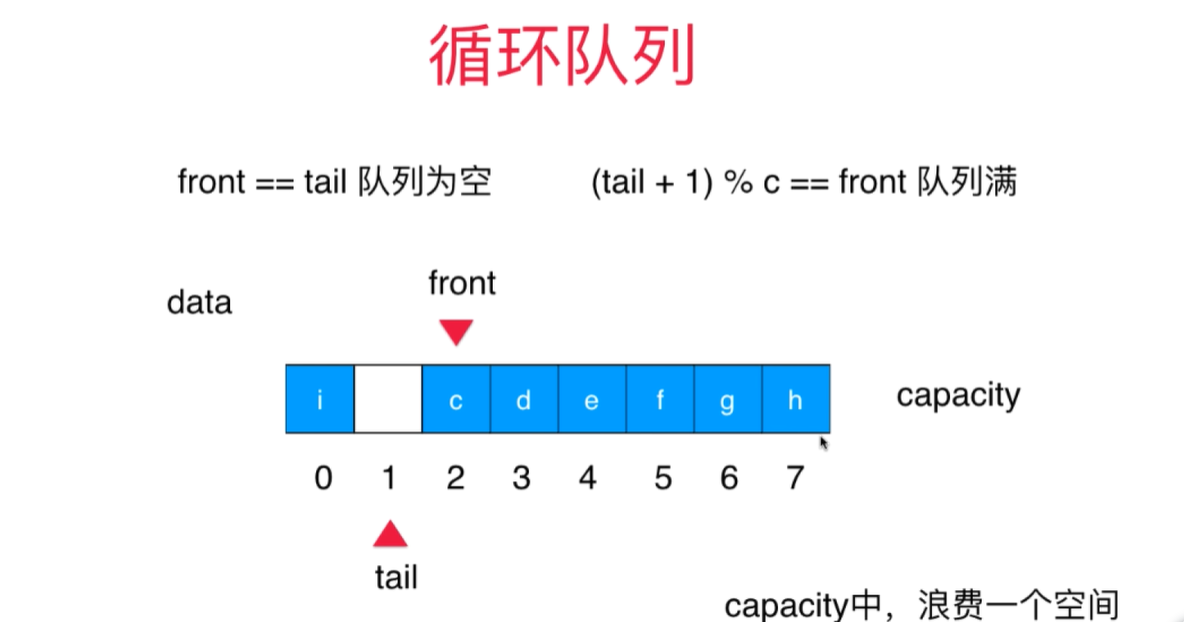 循环队列
front == tail 队列为空
(tail + 1) % c == front 队列满
front
data
i c d e f g h
capacity
0 1 2 3 4 5 6 7
tail
capacity中，浪费一个空间